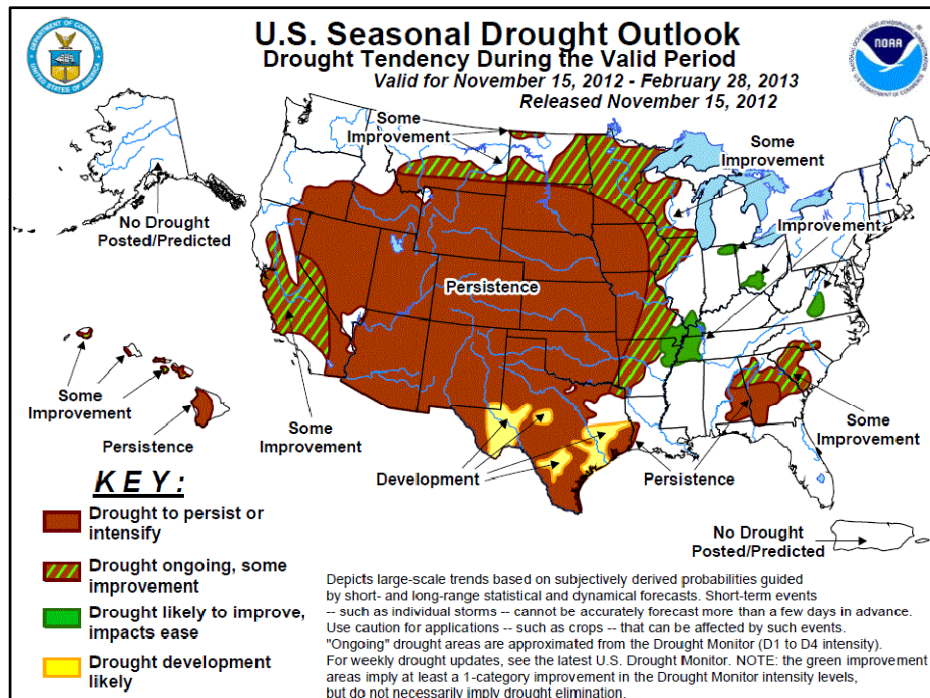 U.S. Seasonal Drought Outlook
Drought Tendency During the Valid Period
Valid for November 15, 2012 - February 28, 2013
Released November 15, 2012
DEPARTMENT OF COMMERCE
UNITED STATES OF AMERICA
NOAA
Some
Improvement
Some
Improvement
No Drought
Posted/Predicted
Improvement
Persistence
Some
Improvement
Persistence
Some
Improvement
Development
Persistence
Some
Improvement
No Drought
Posted/Predicted
KEY:
Drought to persist or
intensify
Drought ongoing, some
improvement
Drought likely to improve,
impacts ease
Drought development
likely
Depicts large-scale trends based on subjectively derived probabilities guided
by short- and long-range statistical and dynamical forecasts. Short-term events
-- such as individual storms -- cannot be accurately forecast more than a few days in advance.
Use caution for applications -- such as crops -- that can be affected by such events.
"Ongoing" drought areas are approximated from the Drought Monitor (D1 to D4 intensity).
For weekly drought updates, see the latest U.S. Drought Monitor. NOTE: the green improvement
areas imply at least a 1-category improvement in the Drought Monitor intensity levels,
but do not necessarily imply drought elimination.